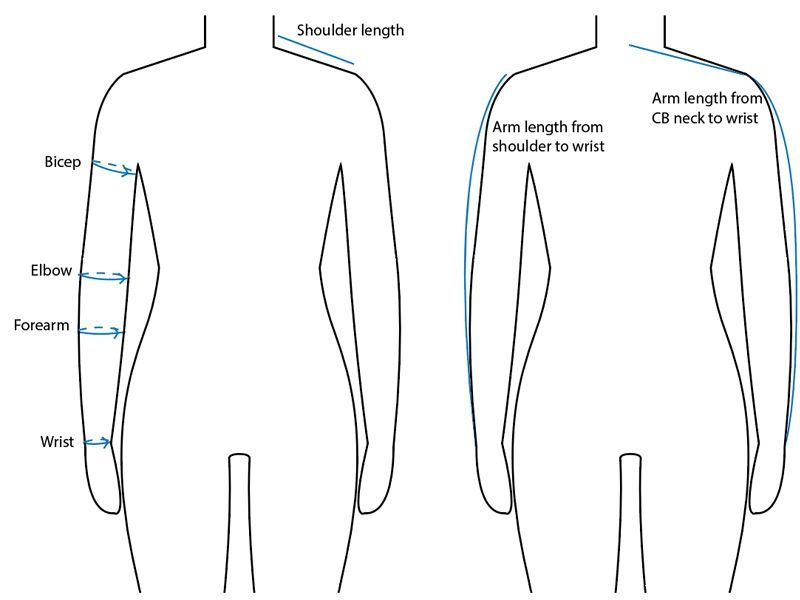 Shoulder length
Bicep
Elbow
Forearm
Wrist
Arm length from
shoulder to wrist
Arm length from
CB neck to wrist